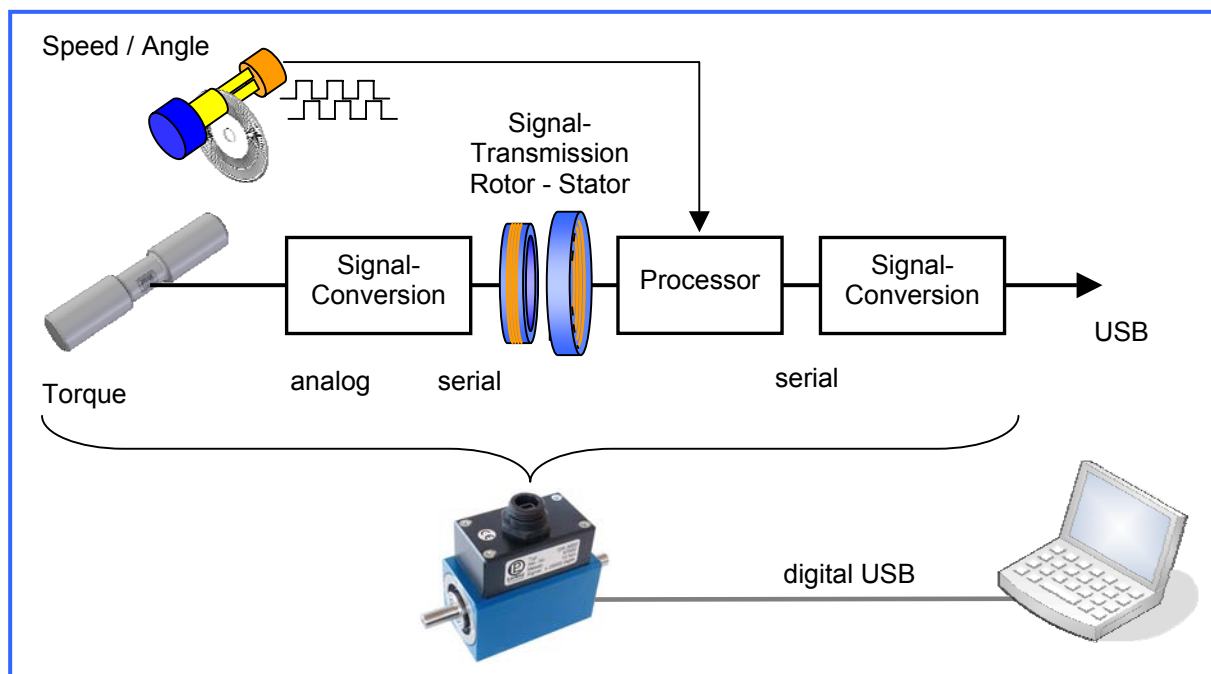 Speed / Angle
Signal-
Transmission
Rotor - Stator
Signal-
Conversion
Processor
Signal-
Conversion
USB
analog
serial
serial
Torque
digital USB